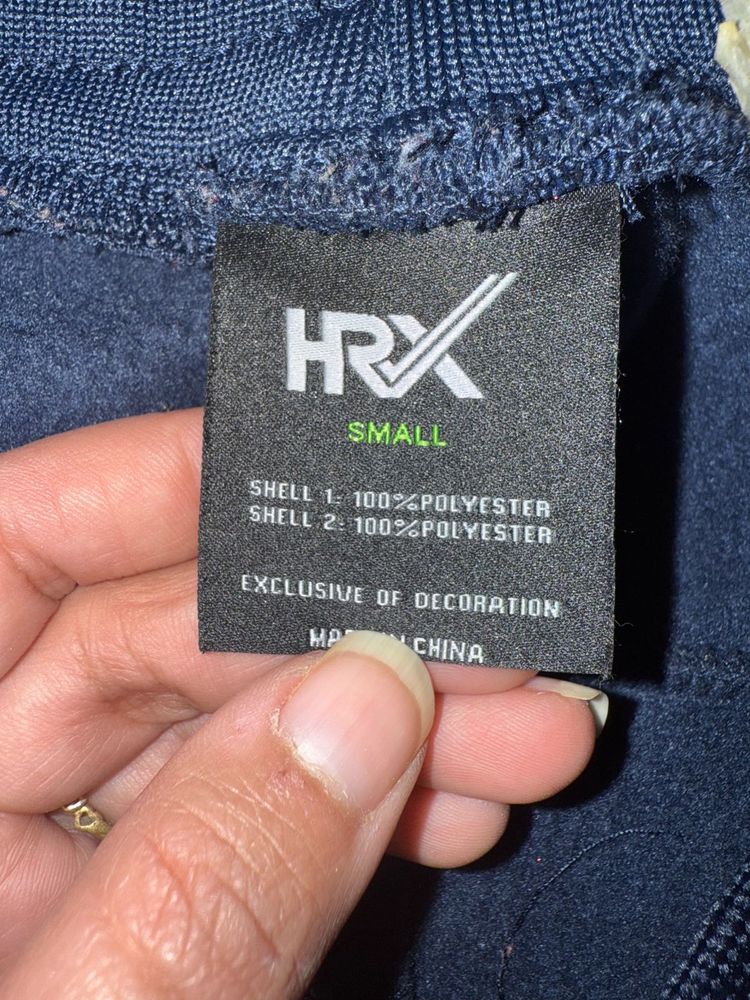 HRX
SMALL
SHELL 1: 100%POLYESTER
SHELL 2: 100%POLYESTER
EXCLUSIVE OF DECORATION
CHINA